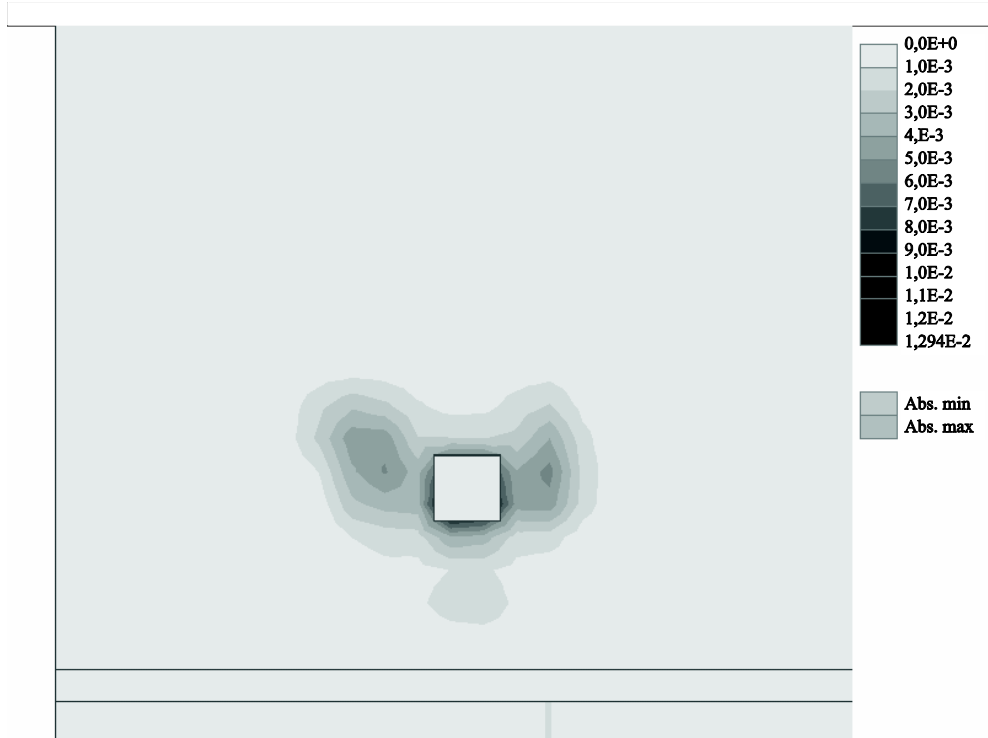 0,0E+0
1,0E-3
2,0E-3
3,0E-3
4,E-3
5,0E-3
6,0E-3
7,0E-3
8,0E-3
9,0E-3
1,0E-2
1,1E-2
1,2E-2
1,294E-2
Abs. min
Abs. max